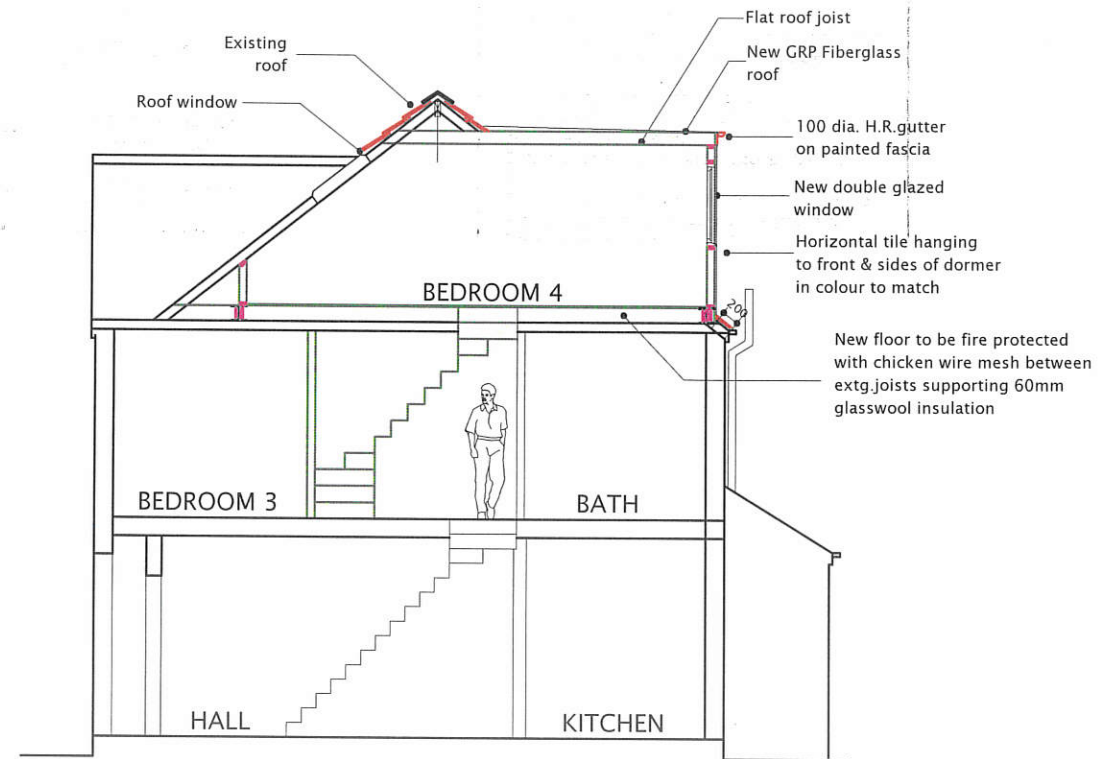 Flat roof joist
Existing
roof
New GRP Fiberglass
roof
Roof window
100 dia. H.R.gutter
on painted fascia
New double glazed
window
Horizontal tile hanging
to front & sides of dormer
in colour to match
BEDROOM 4
200
New floor to be fire protected
with chicken wire mesh between
extg.joists supporting 60mm
glasswool insulation
BEDROOM 3
BATH
HALL
KITCHEN